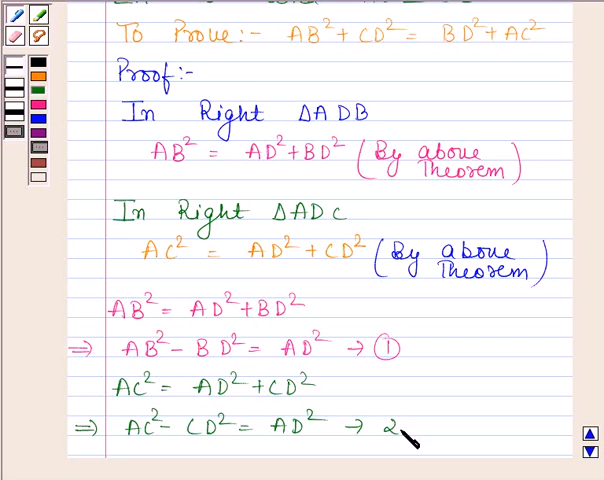 To Prove:- AB² + CD² = BD² + AC²
Proof:-
In Right ΔADB
AB² = AD² + BD² (By above Theorem)
In Right ΔADC
AC² = AD² + CD² (By above Theorem)
AB² = AD² + BD²
⇒ AB² - BD² = AD² → ①
AC² = AD² + CD²
⇒ AC² - CD² = AD² → 2